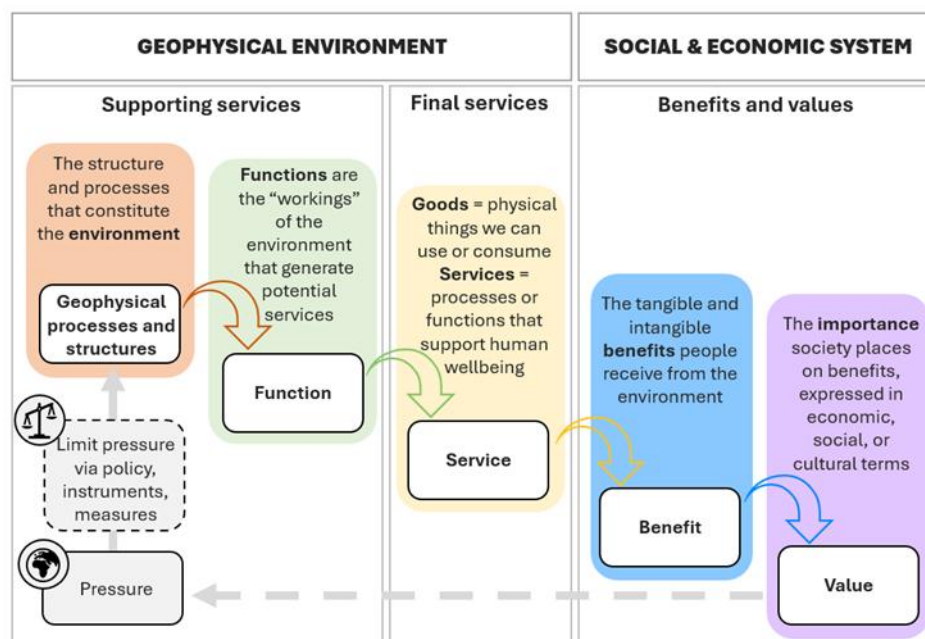 GEOPHYSICAL ENVIRONMENT
SOCIAL & ECONOMIC SYSTEM
Supporting services
Final services
Benefits and values
The structure
and processes
that constitute
the environment
Geophysical
processes and
structures
Functions are
the “workings”
of the
environment
that generate
potential
services
Function
Goods = physical
things we can
use or consume
Services =
processes or
functions that
support human
wellbeing
Service
The tangible and
intangible
benefits people
receive from the
environment
Benefit
The importance
society places
on benefits,
expressed in
economic,
social, or
cultural terms
Value
Limit pressure
via policy,
instruments,
measures
Pressure